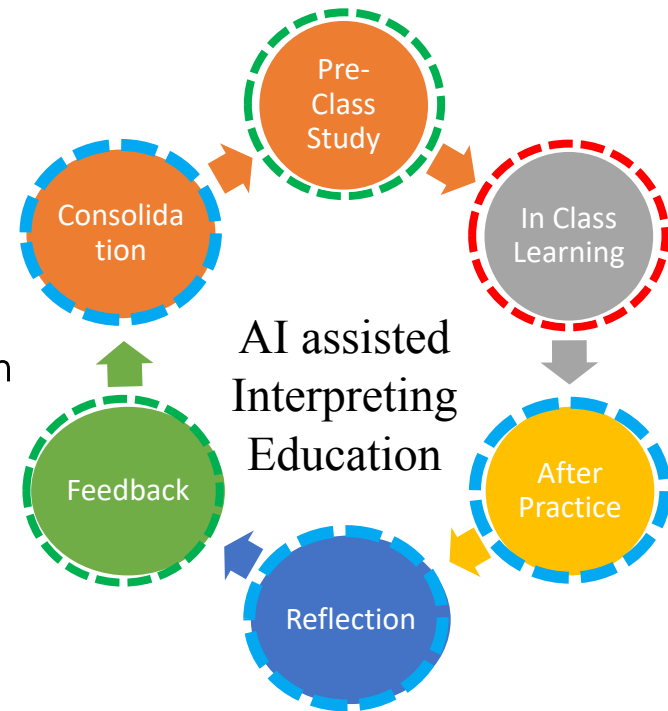 Pre-
Class
Study
In Class
Learning
After
Practice
Reflection
Feedback
Consolida
tion
AI assisted
Interpreting
Education